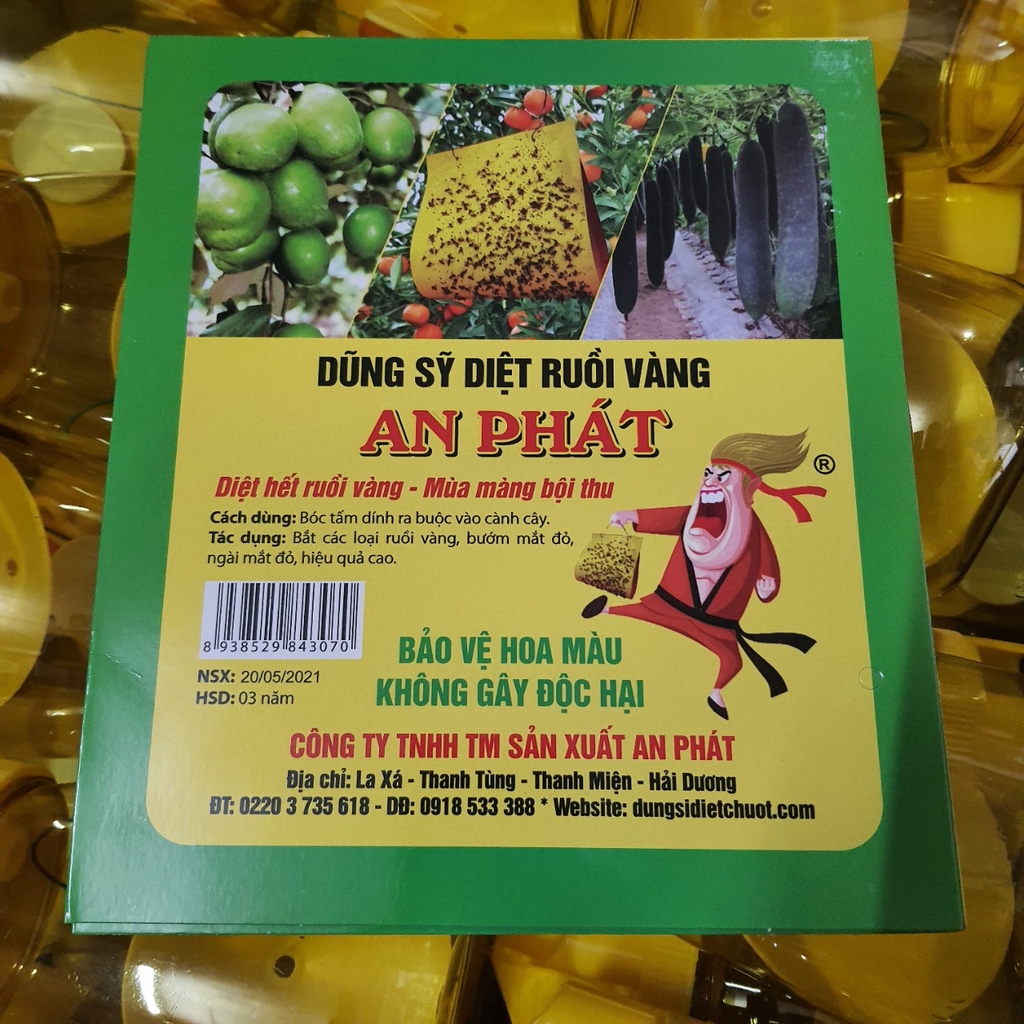 DŨNG SỸ DIỆT RUỒI VÀNG
AN PHÁT
®
Diệt hết ruồi vàng - Mùa màng bội thu
Cách dùng: Bóc tấm dính ra buộc vào cành cây.
Tác dụng: Bắt các loại ruồi vàng, bướm mắt đỏ,
ngài mắt đỏ, hiệu quả cao.
8 938529 843070
NSX: 20/05/2021
HSD: 03 năm
BẢO VỆ HOA MÀU
KHÔNG GÂY ĐỘC HẠI
CÔNG TY TNHH TM SẢN XUẤT AN PHÁT
Địa chỉ: La Xá - Thanh Tùng - Thanh Miện - Hải Dương
ĐT: 0220 3 735 618 - DĐ: 0918 533 388 * Website: dungsidietchuot.com